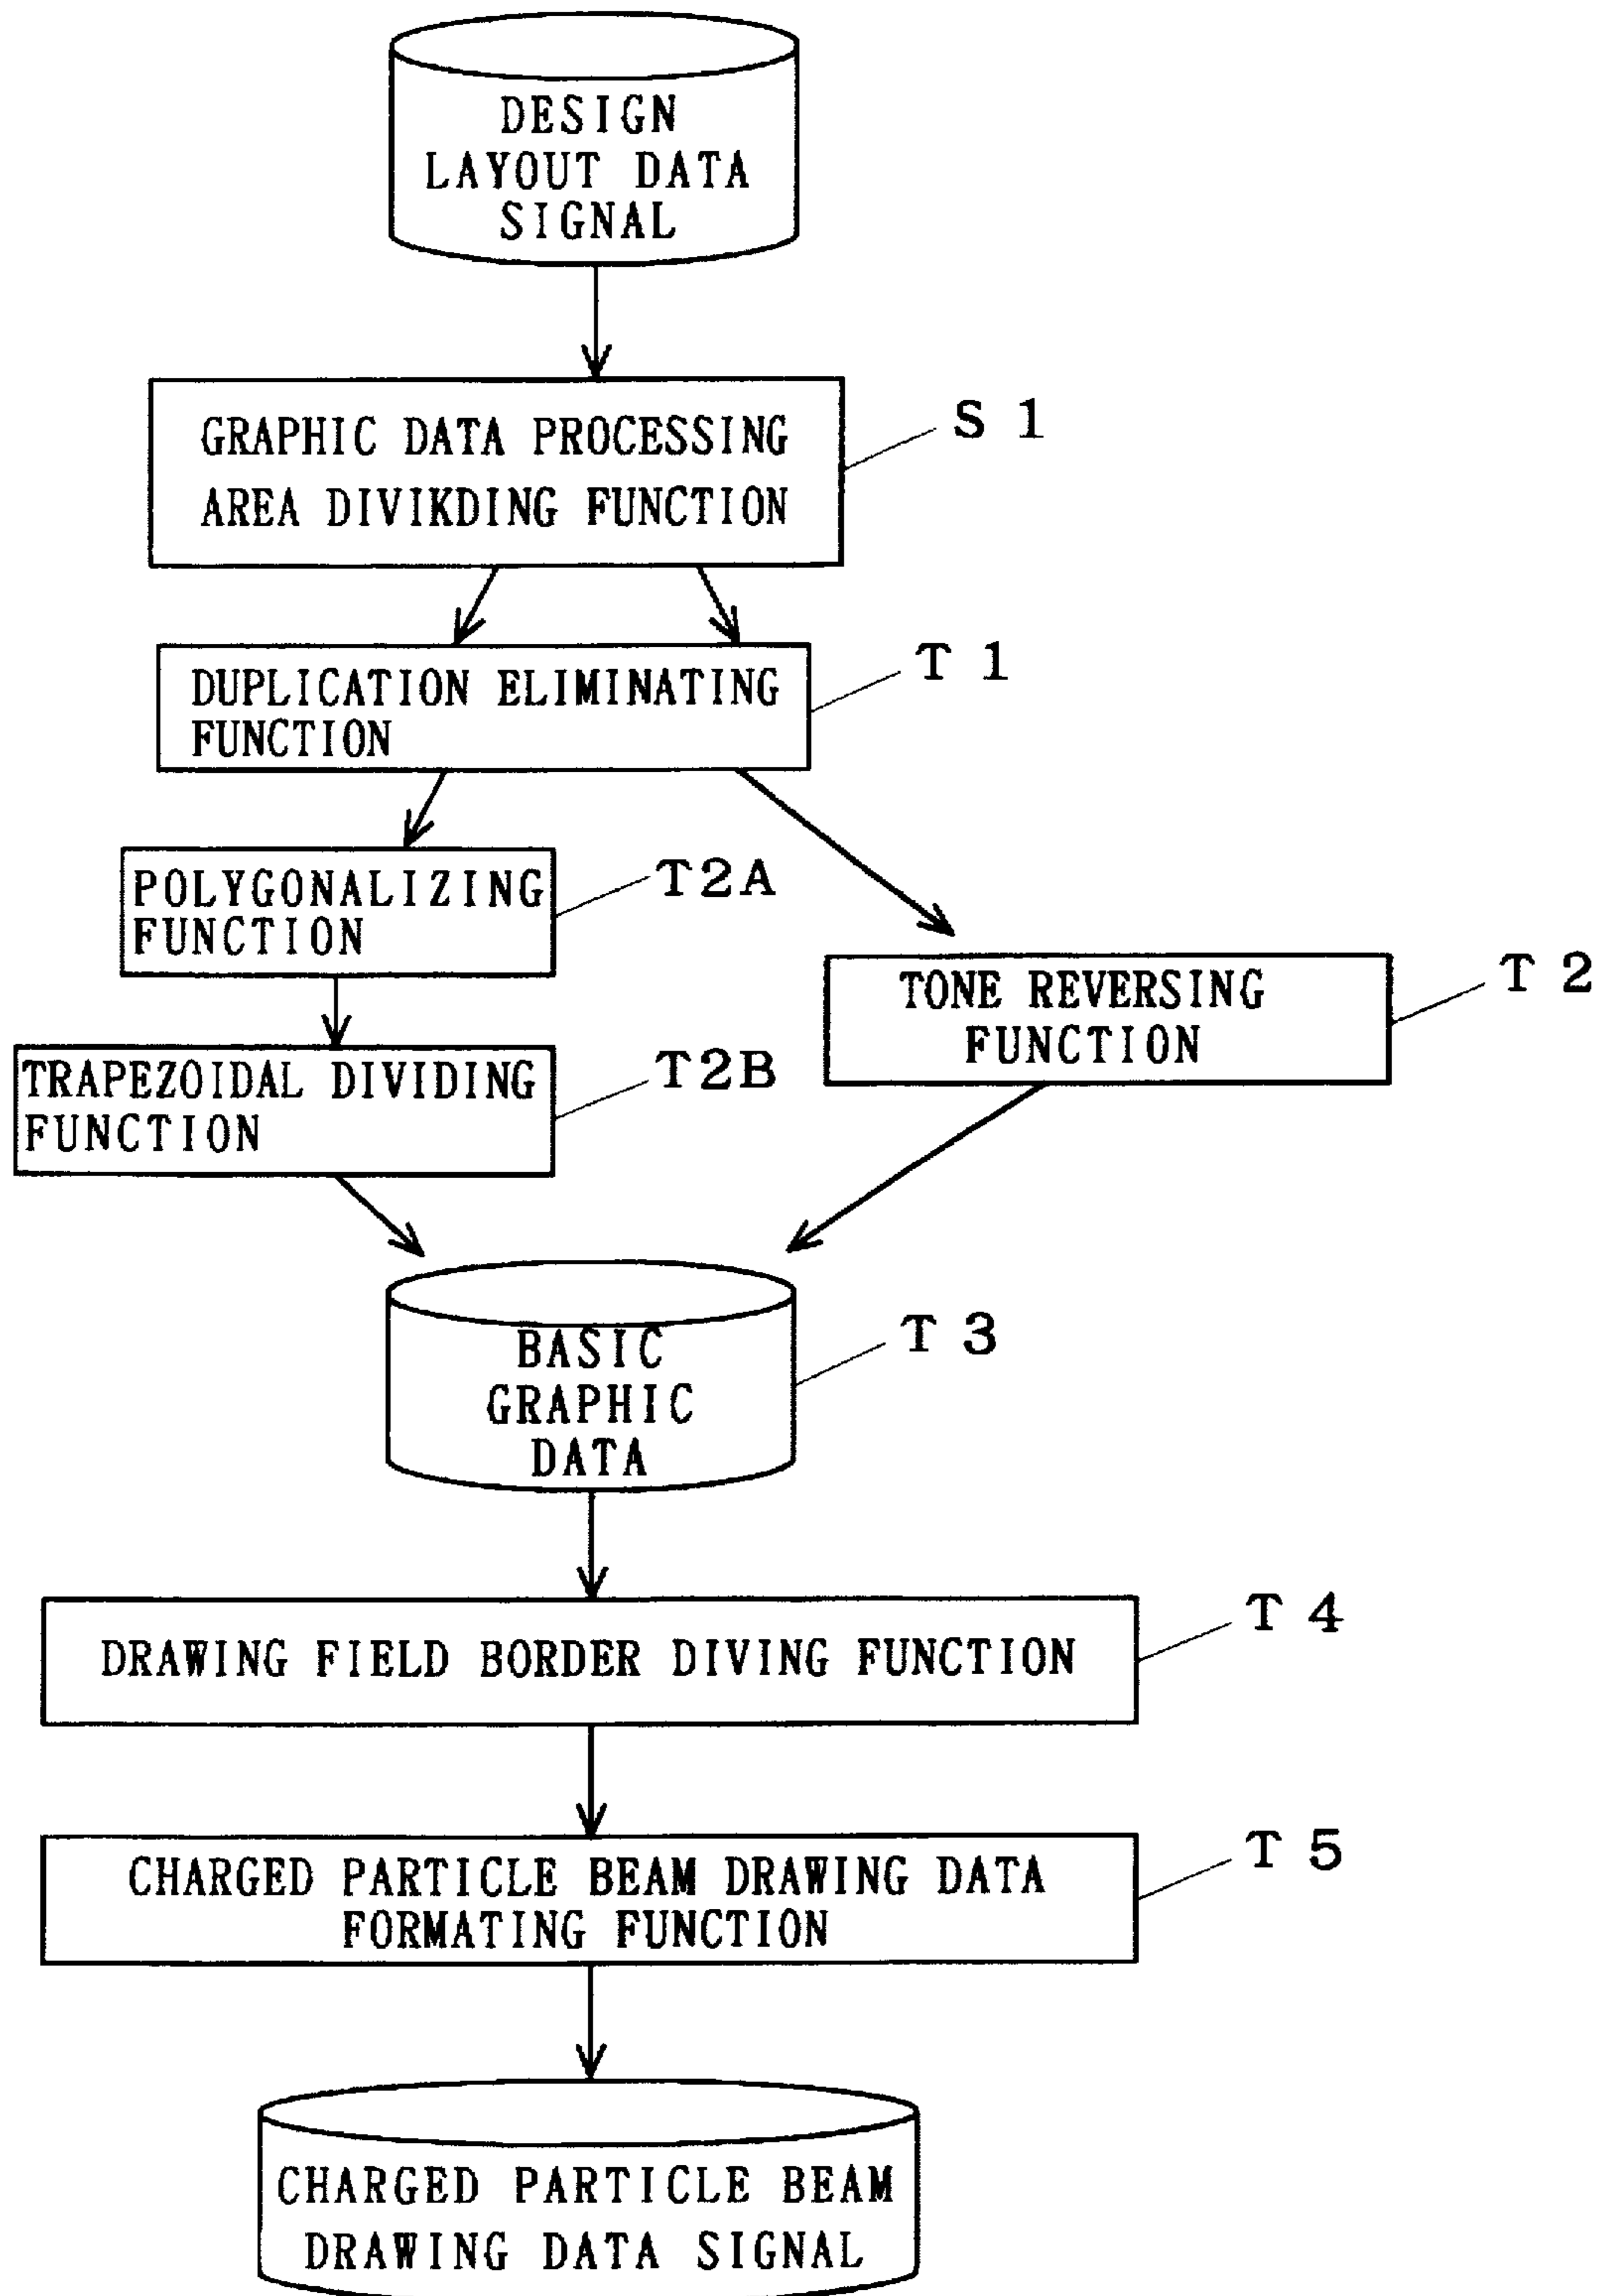 DESIGN
LAYOUT DATA
SIGNAL
GRAPHIC DATA PROCESSING
AREA DIVIKDING FUNCTION
S 1
DUPLICATION ELIMINATING
FUNCTION
T 1
POLYGONALIZING
FUNCTION
T2A
TONE REVERSING
FUNCTION
T 2
TRAPEZOIDAL DIVIDING
FUNCTION
T2B
BASIC
GRAPHIC
DATA
T 3
DRAWING FIELD BORDER DIVING FUNCTION
T 4
CHARGED PARTICLE BEAM DRAWING DATA
FORMATING FUNCTION
T 5
CHARGED PARTICLE BEAM
DRAWING DATA SIGNAL